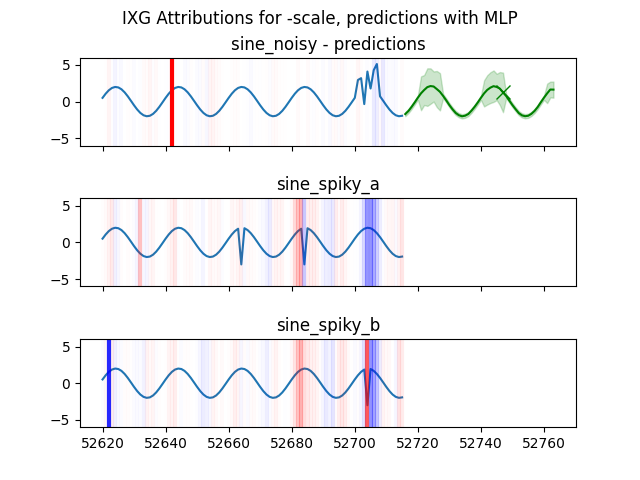 IXG Attributions for -scale, predictions with MLP
sine_noisy - predictions
5
0
−5
sine_spiky_a
5
0
−5
sine_spiky_b
5
0
−5
52620 52640 52660 52680 52700 52720 52740 52760